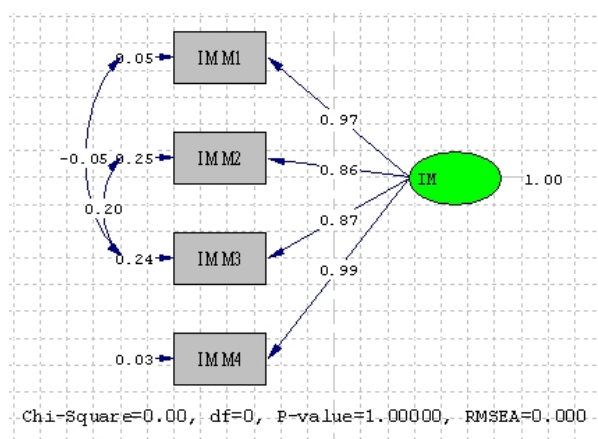 0.05 IMM1
0.97
-0.05 0.25 IMM2 0.86 IM 1.00
0.20 0.87
0.24 IMM3
0.99
0.03 IMM4
Chi-Square=0.00, df=0, P-value=1.00000, RMSEA=0.000